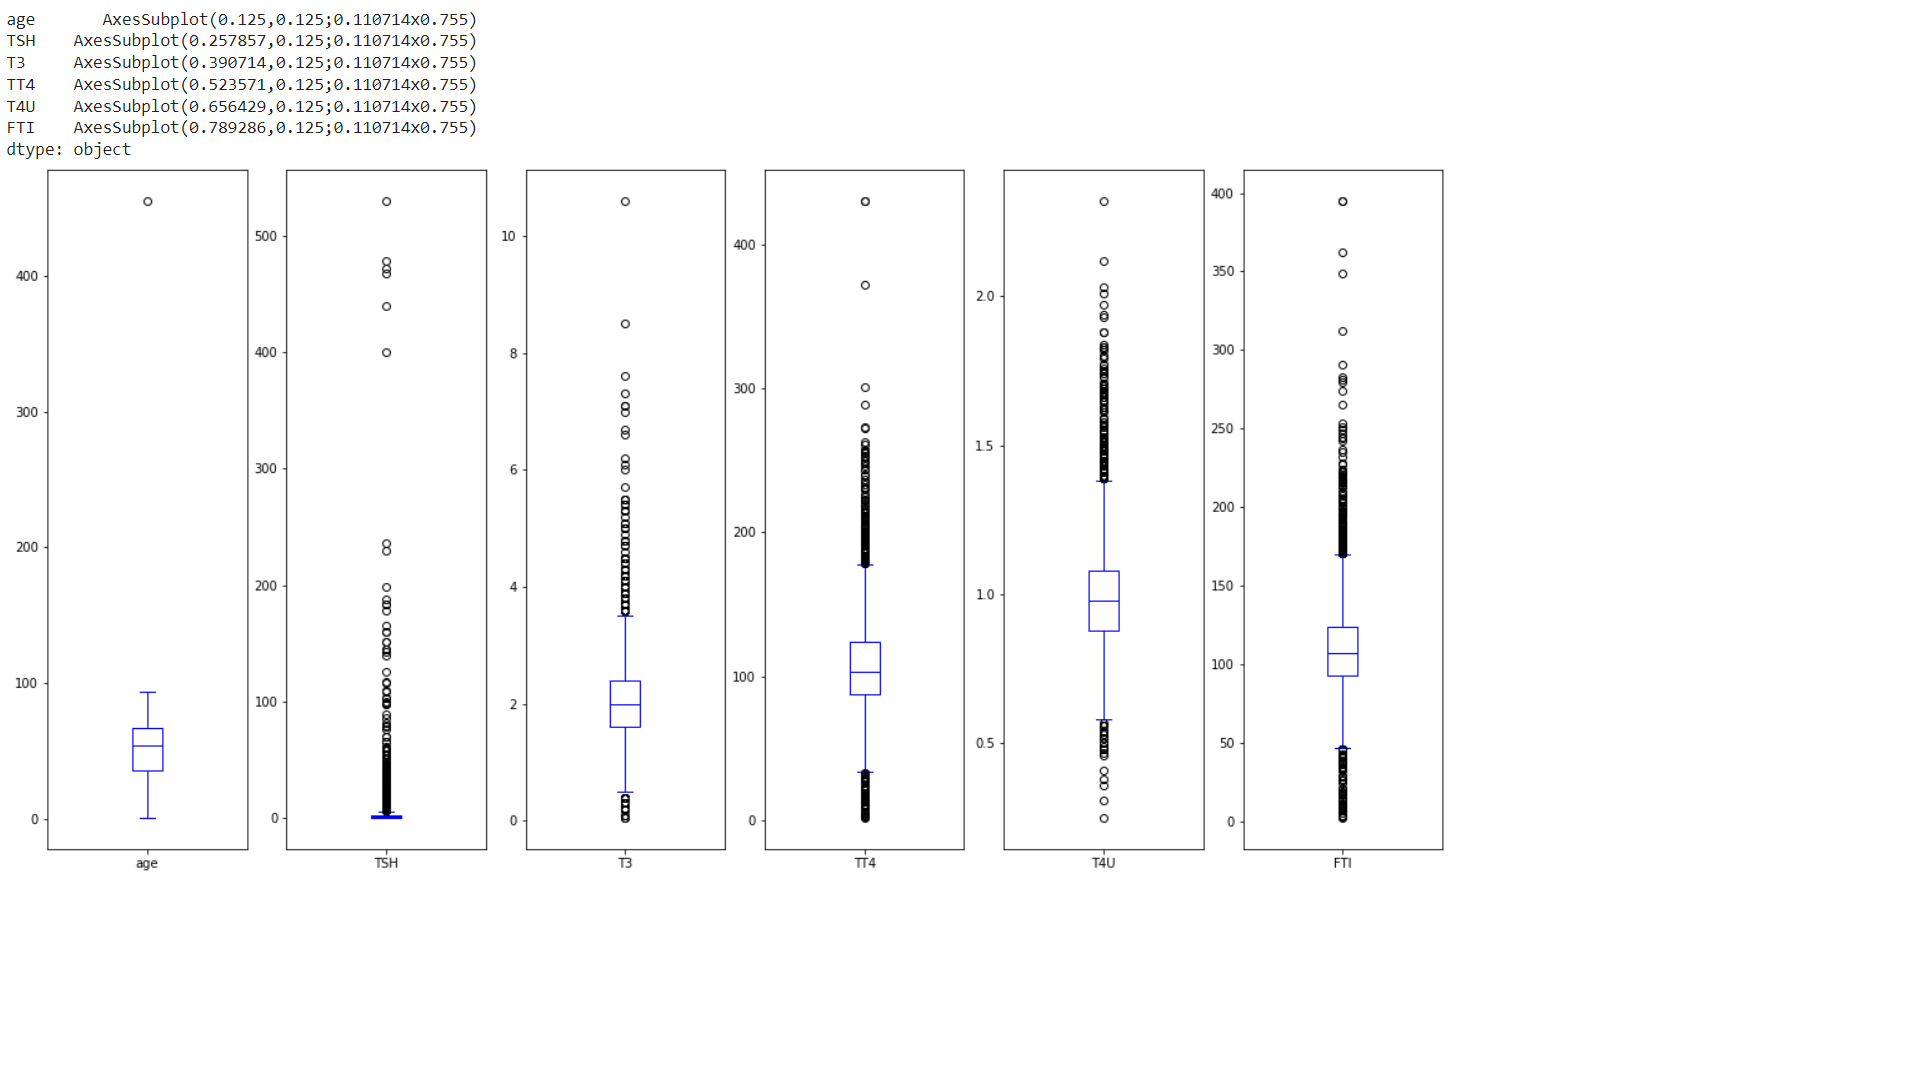 age       AxesSubplot(0.125,0.125;0.110714x0.755)
TSH    AxesSubplot(0.257857,0.125;0.110714x0.755)
T3     AxesSubplot(0.390714,0.125;0.110714x0.755)
TT4    AxesSubplot(0.523571,0.125;0.110714x0.755)
T4U    AxesSubplot(0.656429,0.125;0.110714x0.755)
FTI    AxesSubplot(0.789286,0.125;0.110714x0.755)
dtype: object
400
300
200
100
0
age
500
400
300
200
100
0
TSH
10
8
6
4
2
0
T3
400
300
200
100
0
TT4
2.0
1.5
1.0
0.5
T4U
400
350
300
250
200
150
100
50
0
FTI